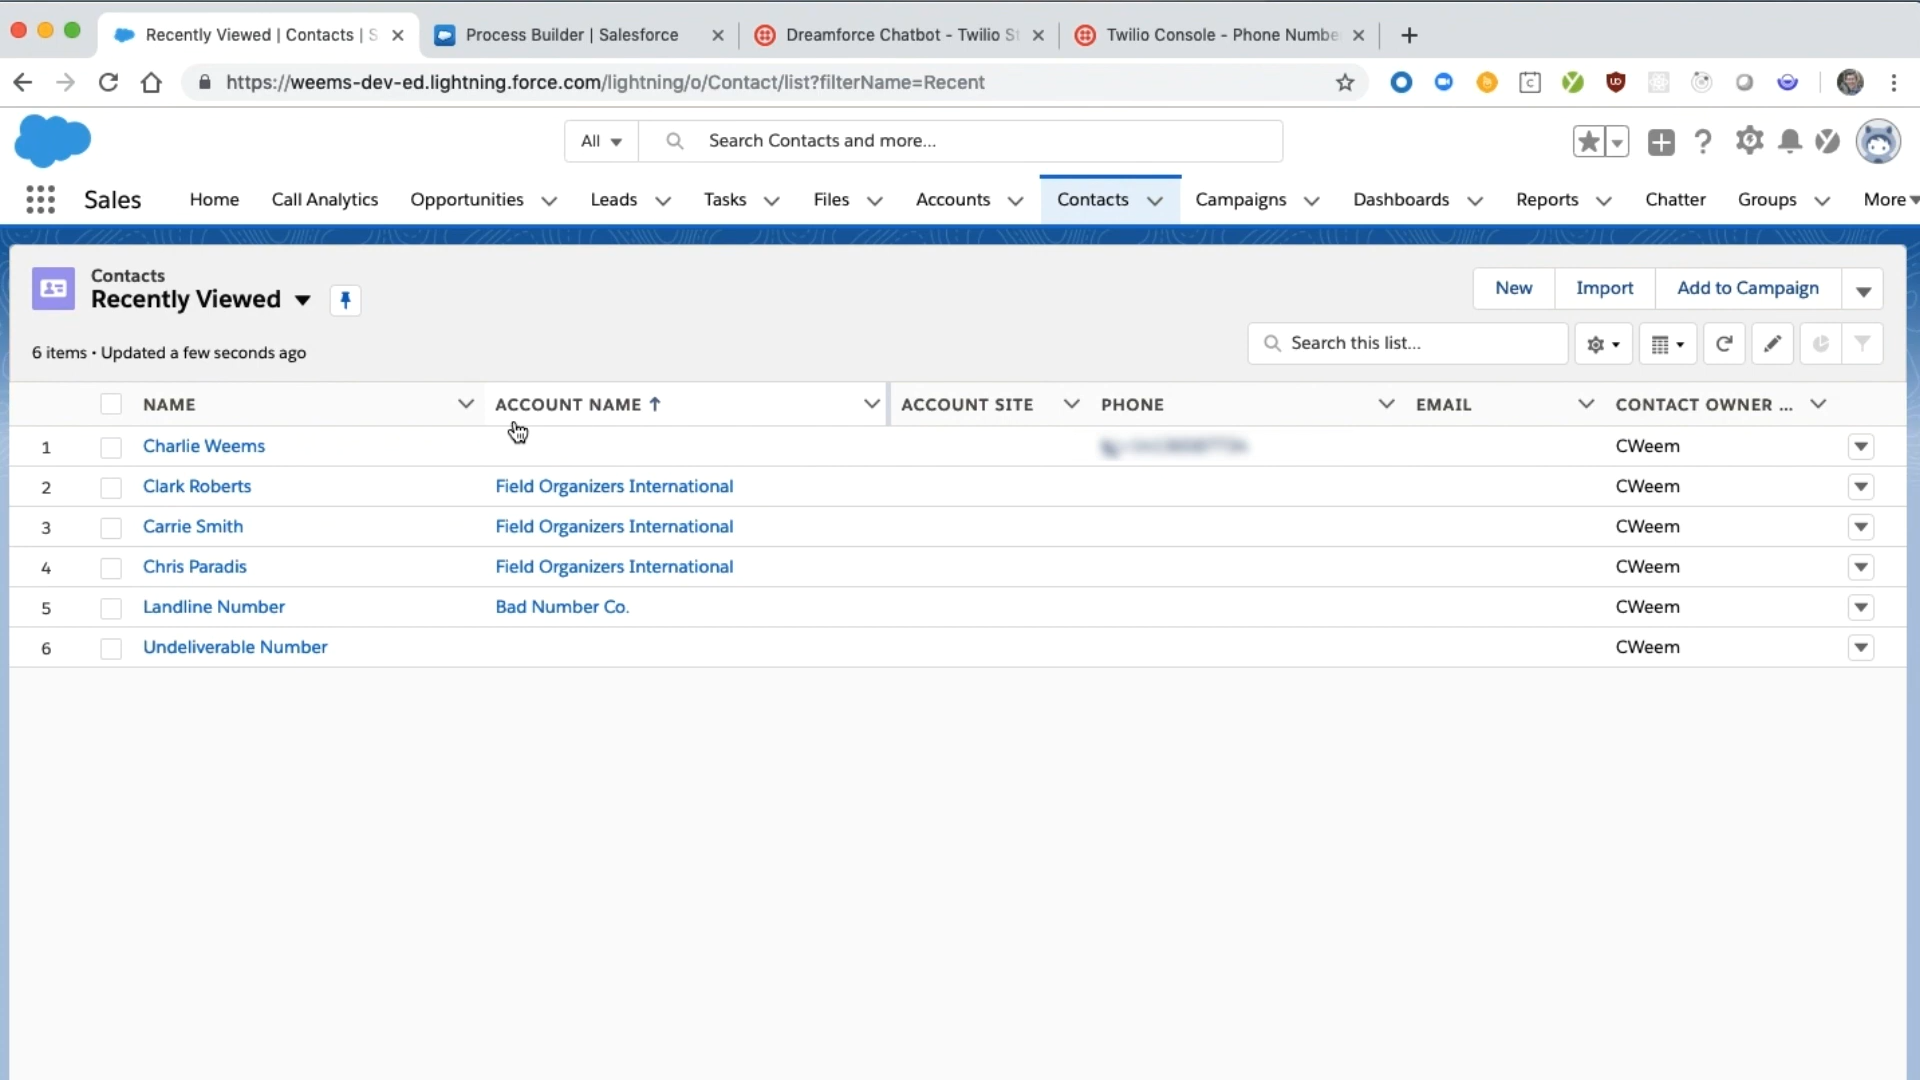 Recently Viewed | Contacts | S
Process Builder | Salesforce
Dreamforce Chatbot - Twilio St
Twilio Console - Phone Numbe
https://weems-dev-ed.lightning.force.com/lightning/o/Contact/list?filterName=Recent
All
Search Contacts and more...
Sales
Home
Call Analytics
Opportunities
Leads
Tasks
Files
Accounts
Contacts
Campaigns
Dashboards
Reports
Chatter
Groups
More
Contacts
Recently Viewed
New
Import
Add to Campaign
6 items • Updated a few seconds ago
Search this list...
NAME
ACCOUNT NAME
ACCOUNT SITE
PHONE
EMAIL
CONTACT OWNER ...
1 Charlie Weems CWeem
2 Clark Roberts Field Organizers International CWeem
3 Carrie Smith Field Organizers International CWeem
4 Chris Paradis Field Organizers International CWeem
5 Landline Number Bad Number Co. CWeem
6 Undeliverable Number CWeem